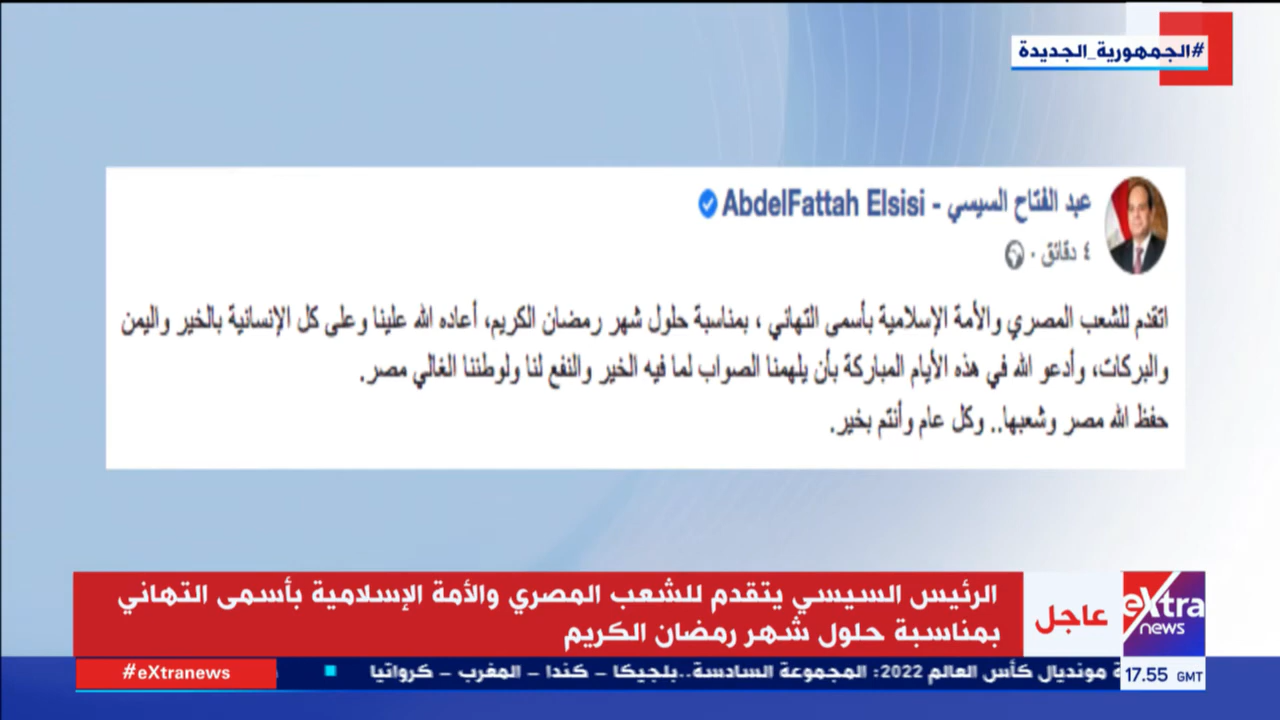 #الجمهورية_الجديدة
عبد الفتاح السيسي - AbdelFattah Elsisi
٤ دقائق ·
اتقدم للشعب المصري والأمة الإسلامية بأسمى التهاني ، بمناسبة حلول شهر رمضان الكريم، أعاده الله علينا وعلى كل الإنسانية بالخير واليمن
والبركات، وأدعو الله في هذه الأيام المباركة بأن يلهمنا الصواب لما فيه الخير والنفع لنا ولوطننا الغالي مصر.
حفظ الله مصر وشعبها.. وكل عام وأنتم بخير.
الرئيس السيسي يتقدم للشعب المصري والأمة الإسلامية بأسمى التهاني
بمناسبة حلول شهر رمضان الكريم
عاجل
eXtra
news
مونديال كأس العالم 2022: المجموعة السادسة..بلجيكا - كندا - المغرب - كرواتيا
#eXtranews
17.55 GMT